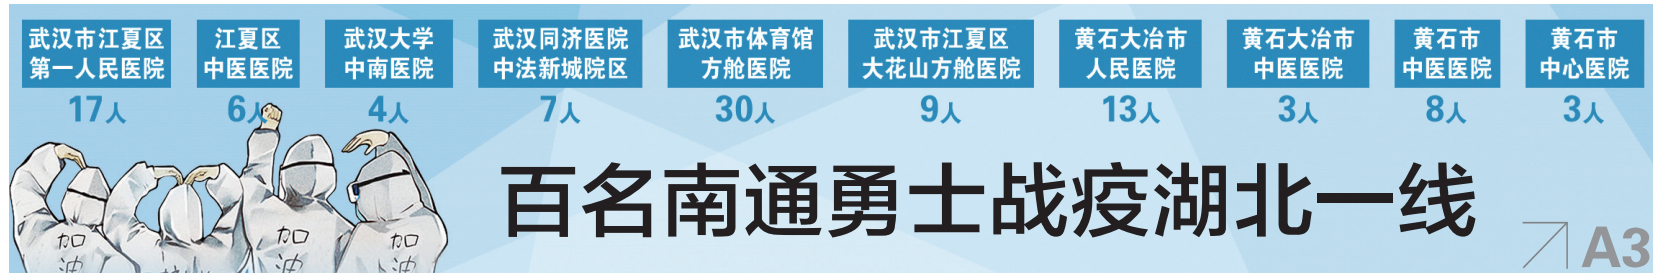 武汉市江夏区
第一人民医院
17人
江夏区
中医医院
6人
武汉大学
中南医院
4人
武汉同济医院
中法新城院区
7人
武汉市体育馆
方舱医院
30人
武汉市江夏区
大花山方舱医院
9人
黄石大冶市
人民医院
13人
黄石大冶市
中医医院
3人
黄石市
中医医院
8人
黄石市
中心医院
3人
百名南通勇士战疫湖北一线
加油
加油
加油
A3